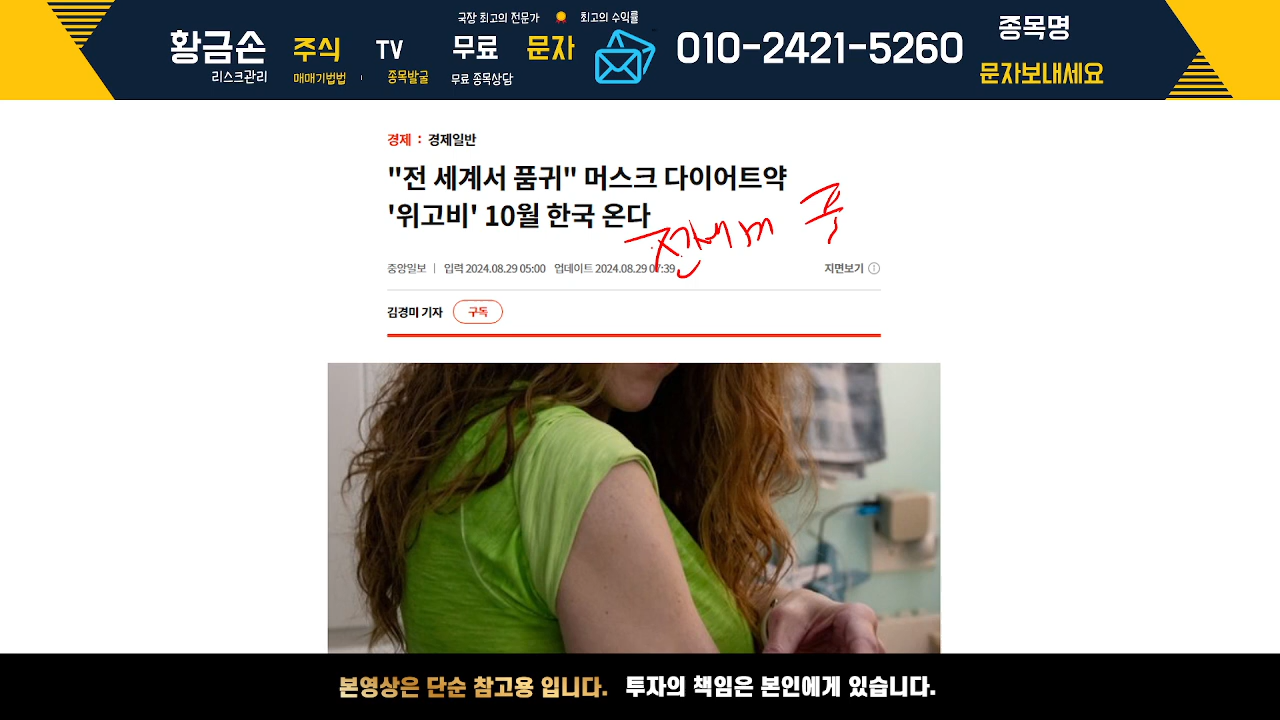 국장 최고의 전문가 최고의 수익률
황금손 주식 TV 무료 문자 010-2421-5260 종목명
리스크관리 매매기법법 종목발굴 무료 종목상담 문자보내세요
경제 : 경제일반
"전 세계서 품귀" 머스크 다이어트약
'위고비' 10월 한국 온다
중앙일보 | 입력 2024.08.29 05:00 업데이트 2024.08.29 07:39 지면보기
김경미 기자 구독
본영상은 단순 참고용 입니다. 투자의 책임은 본인에게 있습니다.